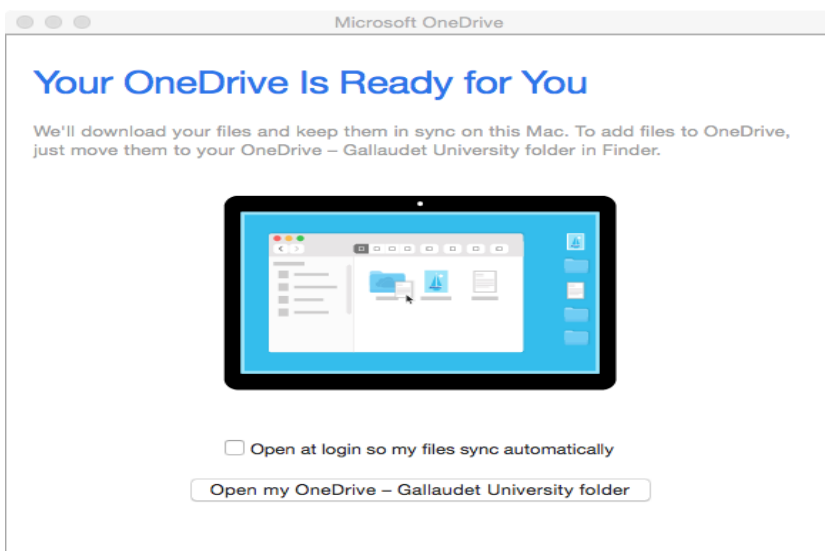 Microsoft OneDrive
Your OneDrive Is Ready for You
We'll download your files and keep them in sync on this Mac. To add files to OneDrive,
just move them to your OneDrive – Gallaudet University folder in Finder.
Open at login so my files sync automatically
Open my OneDrive – Gallaudet University folder